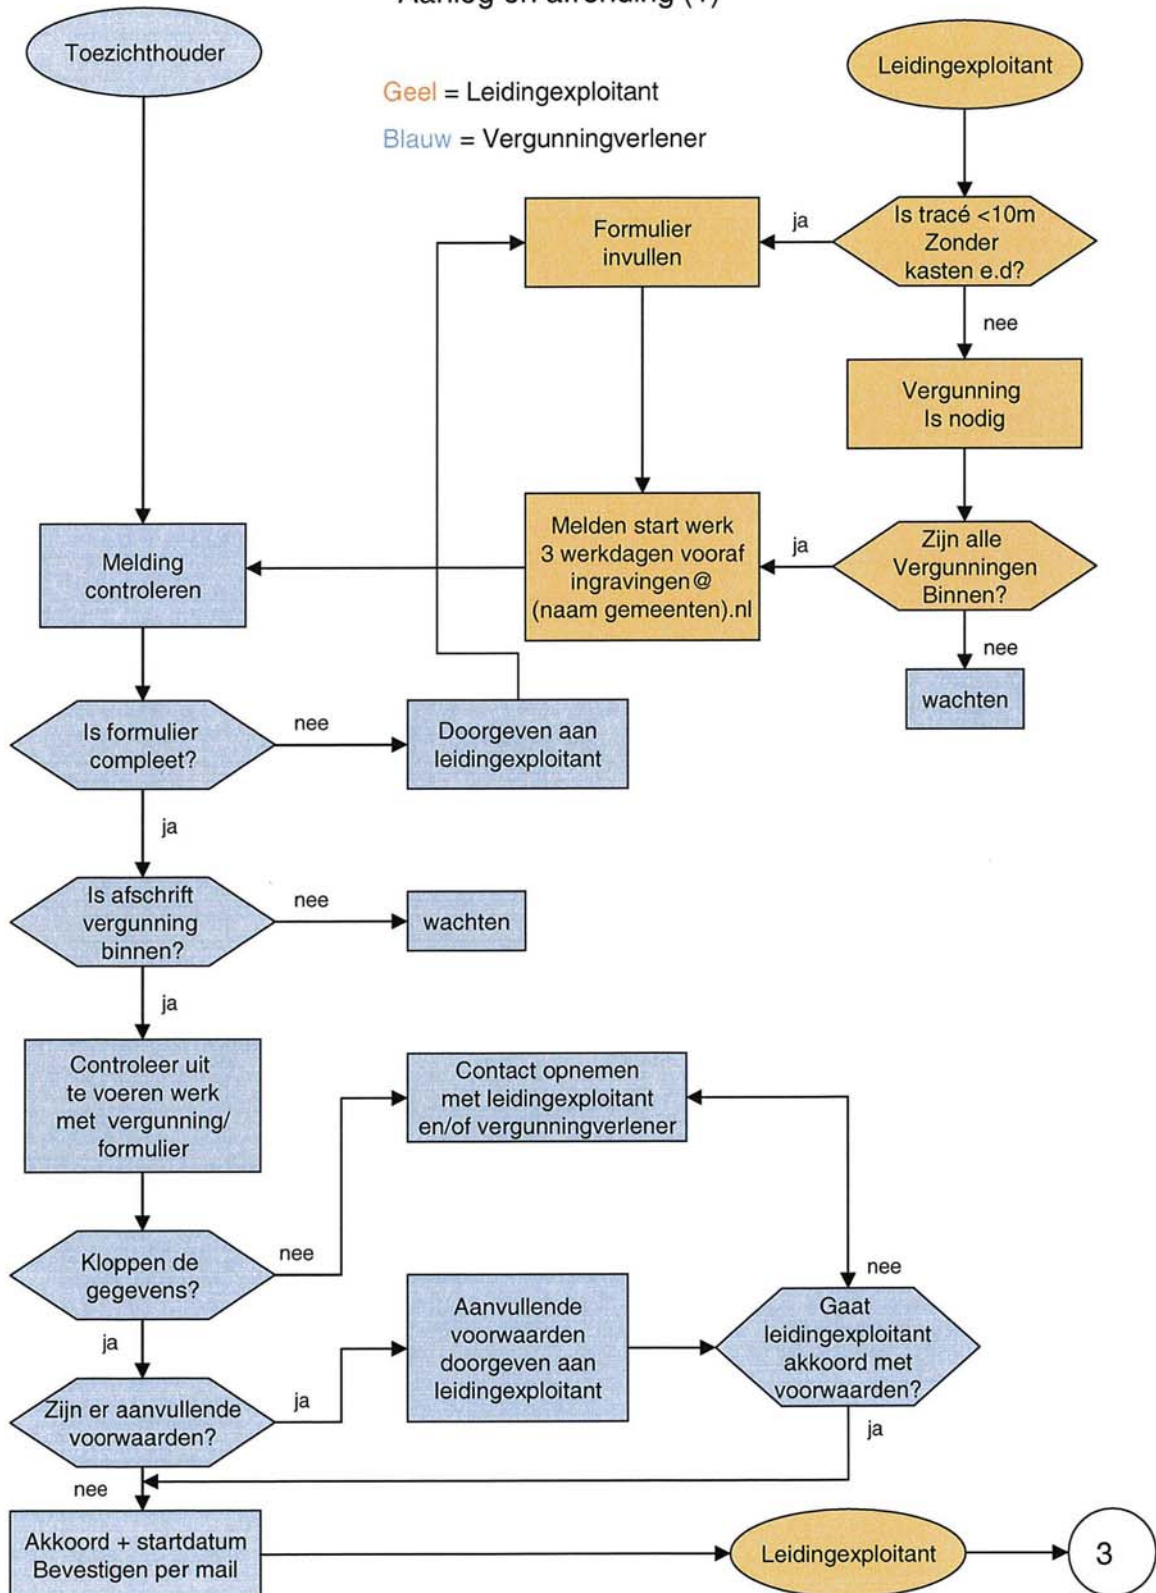 Toezichthouder
Leidingexploitant
Geel = Leidingexploitant
Blauw = Vergunningverlener
Is tracé <10m
Zonder
kasten e.d?
ja
Formulier
invullen
nee
Vergunning
Is nodig
Zijn alle
Vergunningen
Binnen?
ja
Melden start werk
3 werkdagen vooraf
ingravingen@
(naam gemeenten).nl
nee
wachten
Melding
controleren
Is formulier
compleet?
nee
Doorgeven aan
leidingexploitant
ja
Is afschrift
vergunning
binnen?
nee
wachten
ja
Controleer uit
te voeren werk
met vergunning/
formulier
Contact opnemen
met leidingexploitant
en/of vergunningverlener
Kloppen de
gegevens?
nee
ja
Aanvullende
voorwaarden
doorgeven aan
leidingexploitant
nee
Gaat
leidingexploitant
akkoord met
voorwaarden?
Zijn er aanvullende
voorwaarden?
ja
ja
nee
Akkoord + startdatum
Bevestigen per mail
Leidingexploitant
3